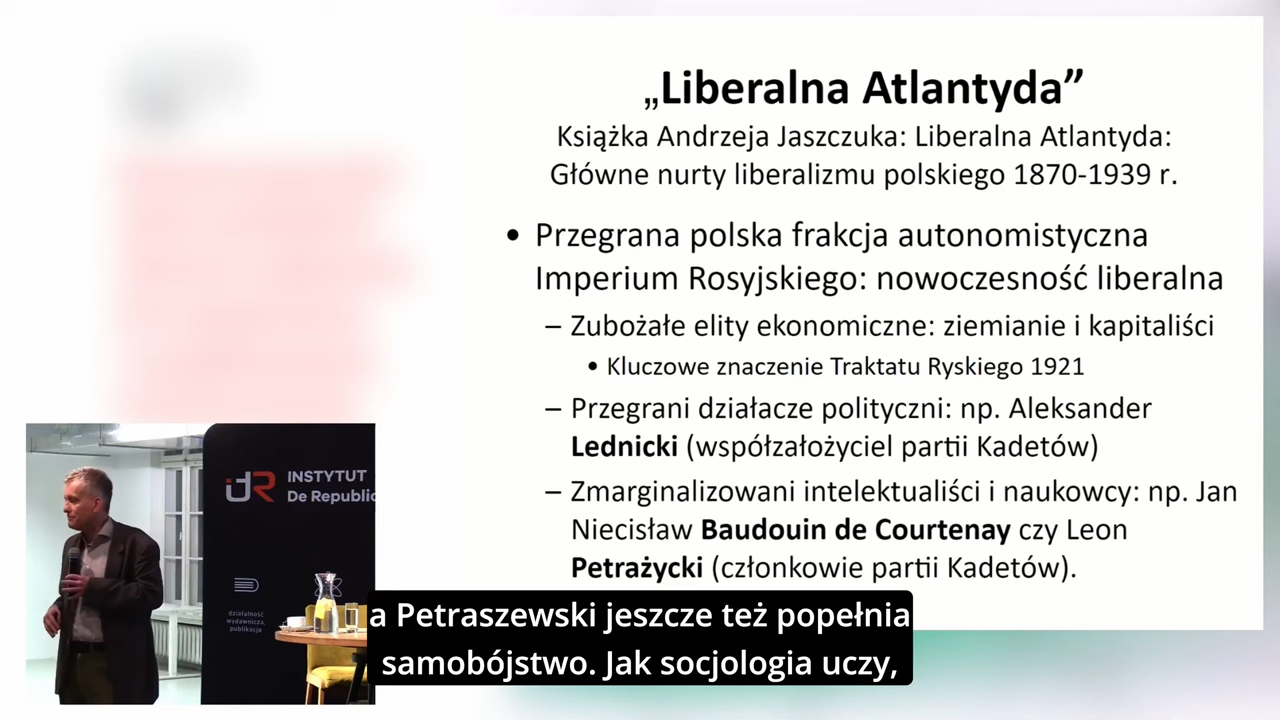 „Liberalna Atlantyda”
Książka Andrzeja Jaszczuka: Liberalna Atlantyda:
Główne nurty liberalizmu polskiego 1870-1939 r.
• Przegrana polska frakcja autonomistyczna
Imperium Rosyjskiego: nowoczesność liberalna
– Zubożałe elity ekonomiczne: ziemianie i kapitaliści
• Kluczowe znaczenie Traktatu Ryskiego 1921
– Przegrani działacze polityczni: np. Aleksander
Lednicki (współzałożyciel partii Kadetów)
– Zmarginalizowani intelektualiści i naukowcy: np. Jan
Niecisław Baudouin de Courtenay czy Leon
Petrażycki (członkowie partii Kadetów).
idR INSTYTUT
De Republic
działalność
wydawnicza,
publikacje
a Petraszewski jeszcze też popełnia
samobójstwo. Jak socjologia uczy,